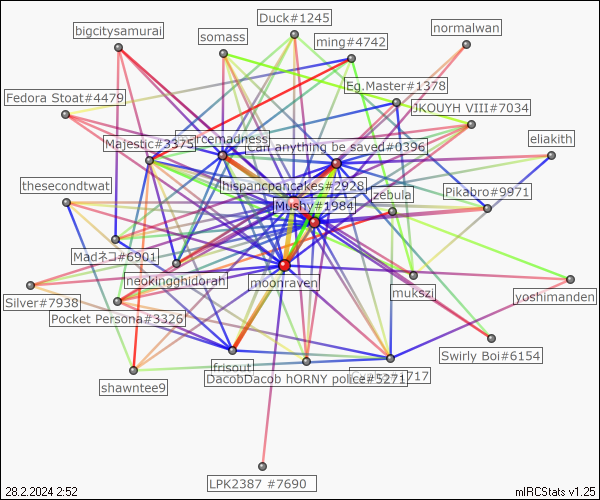 Duck#1245
bigcitysamurai
somass
normalwan
ming#4742
Eg.Master#1378
Fedora Stoat#4479
JKOUYH VIII#7034
Majestic#3375
rcemadness
can anything be saved#0396
eliakith
thesecondtwat
hispancpancakes#2928
Pikabro#9971
Mushy#1984
zebula
Madネコ#6901
neokingghidorah
moonraven
mukszi
Silver#7938
yoshimanden
Pocket Persona#3326
Swirly Boi#6154
frisout
DacobDacob hORNY police#5271
1717
shawntee9
LPK2387 #7690
28.2.2024 2:52
mIRCStats v1.25